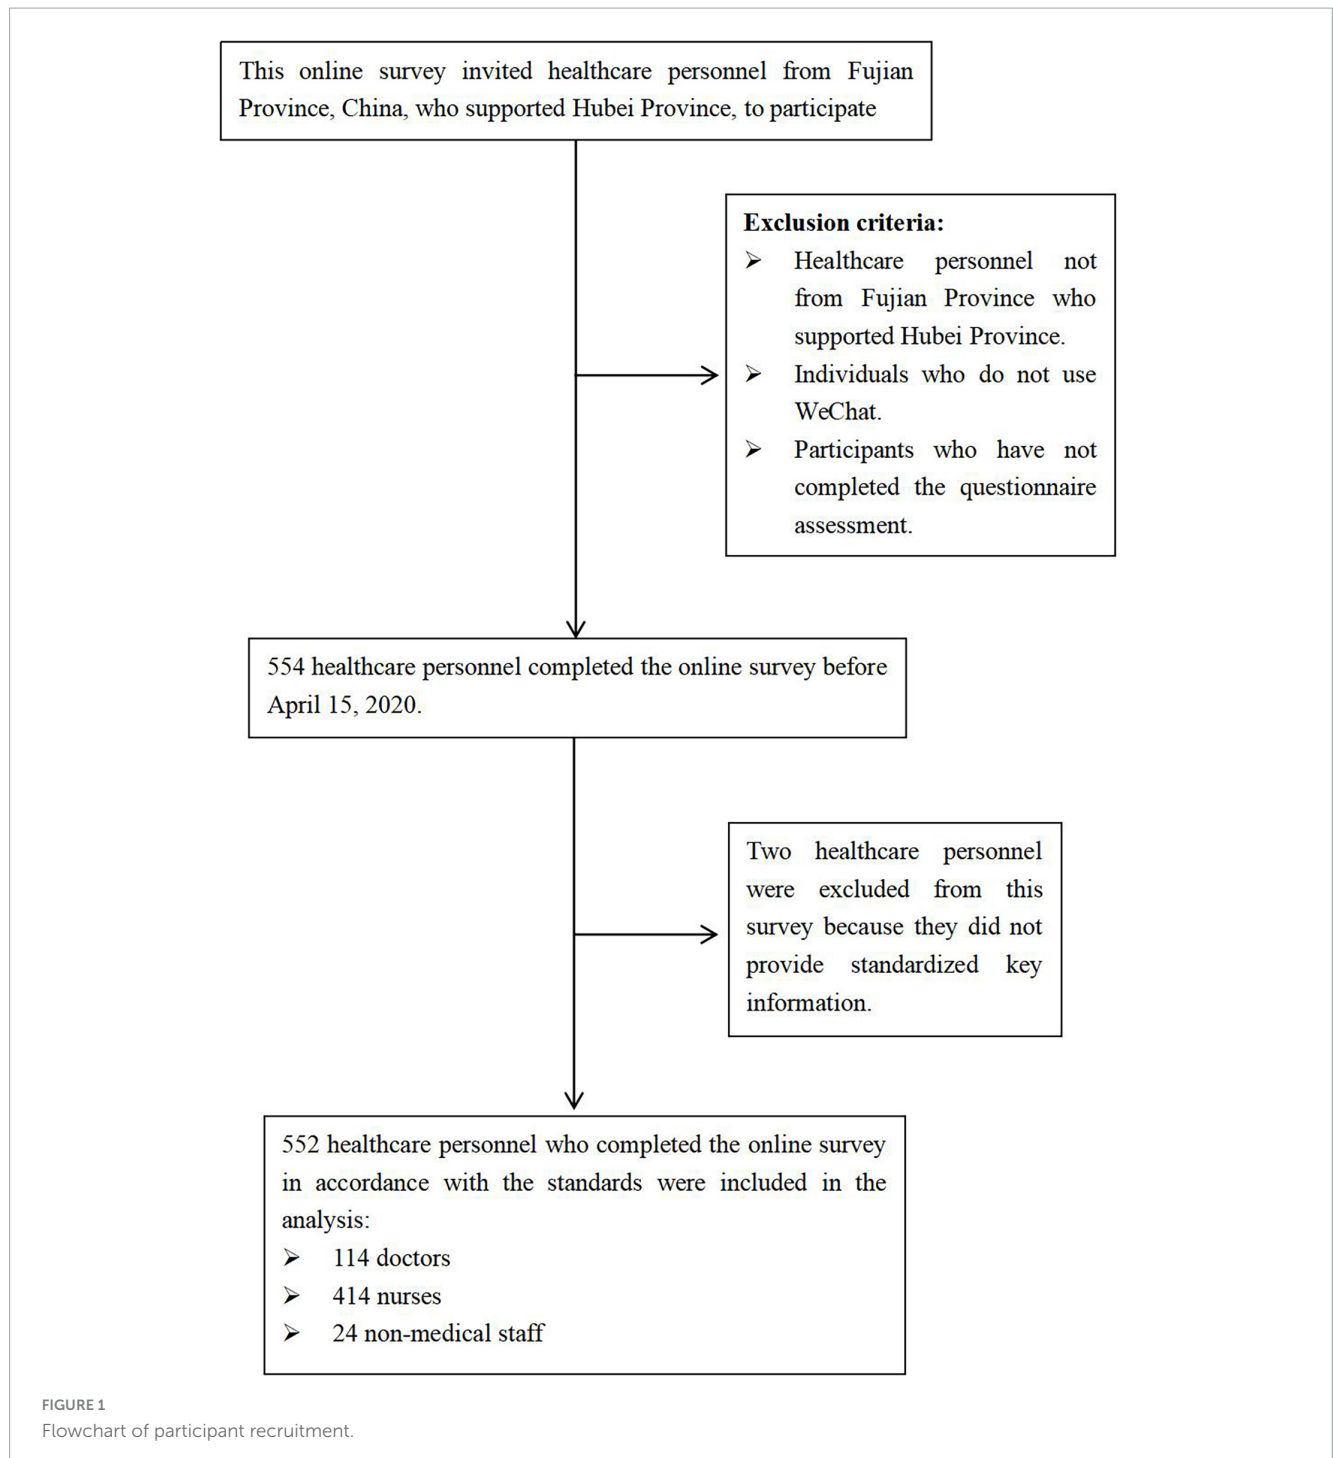 This online survey invited healthcare personnel from Fujian
Province, China, who supported Hubei Province, to participate
Exclusion criteria:
➢ Healthcare personnel not
from Fujian Province who
supported Hubei Province.
➢ Individuals who do not use
WeChat.
➢ Participants who have not
completed the questionnaire
assessment.
554 healthcare personnel completed the online survey before
April 15, 2020.
Two healthcare personnel
were excluded from this
survey because they did not
provide standardized key
information.
552 healthcare personnel who completed the online survey
in accordance with the standards were included in the
analysis:
➢ 114 doctors
➢ 414 nurses
➢ 24 non-medical staff
FIGURE 1
Flowchart of participant recruitment.